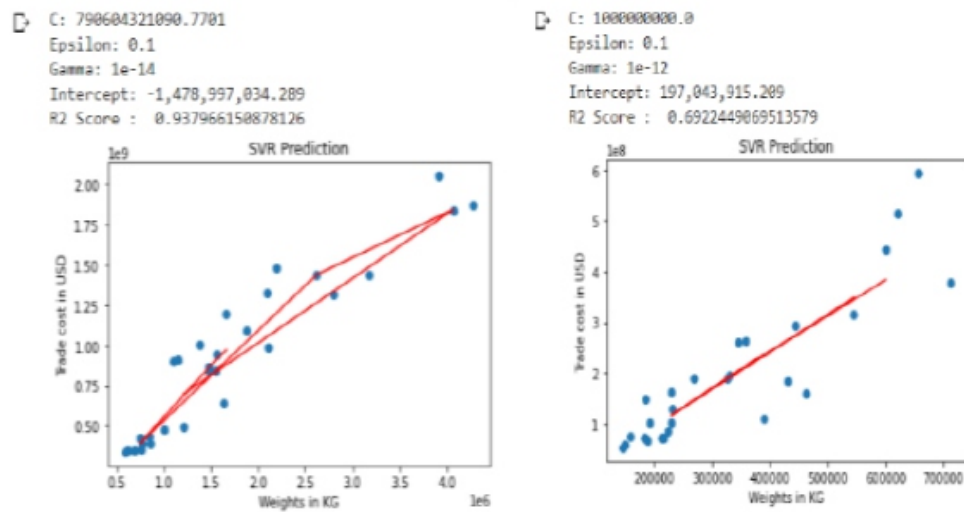 C: 790604321090.7701
Epsilon: 0.1
Gamma: 1e-14
Intercept: -1,478,997,034.289
R2 Score : 0.937966150878126
SVR Prediction
1e9
2.00
1.75
1.50
1.25
1.00
0.75
0.50
Trade cost in USD
0.5 1.0 1.5 2.0 2.5 3.0 3.5 4.0
1e6
Weights in KG
C: 1000000000.0
Epsilon: 0.1
Gamma: 1e-12
Intercept: 197,043,915.209
R2 Score : 0.6922449069513579
SVR Prediction
1e8
6
5
4
3
2
1
Trade cost in USD
200000 300000 400000 500000 600000 700000
Weights in KG